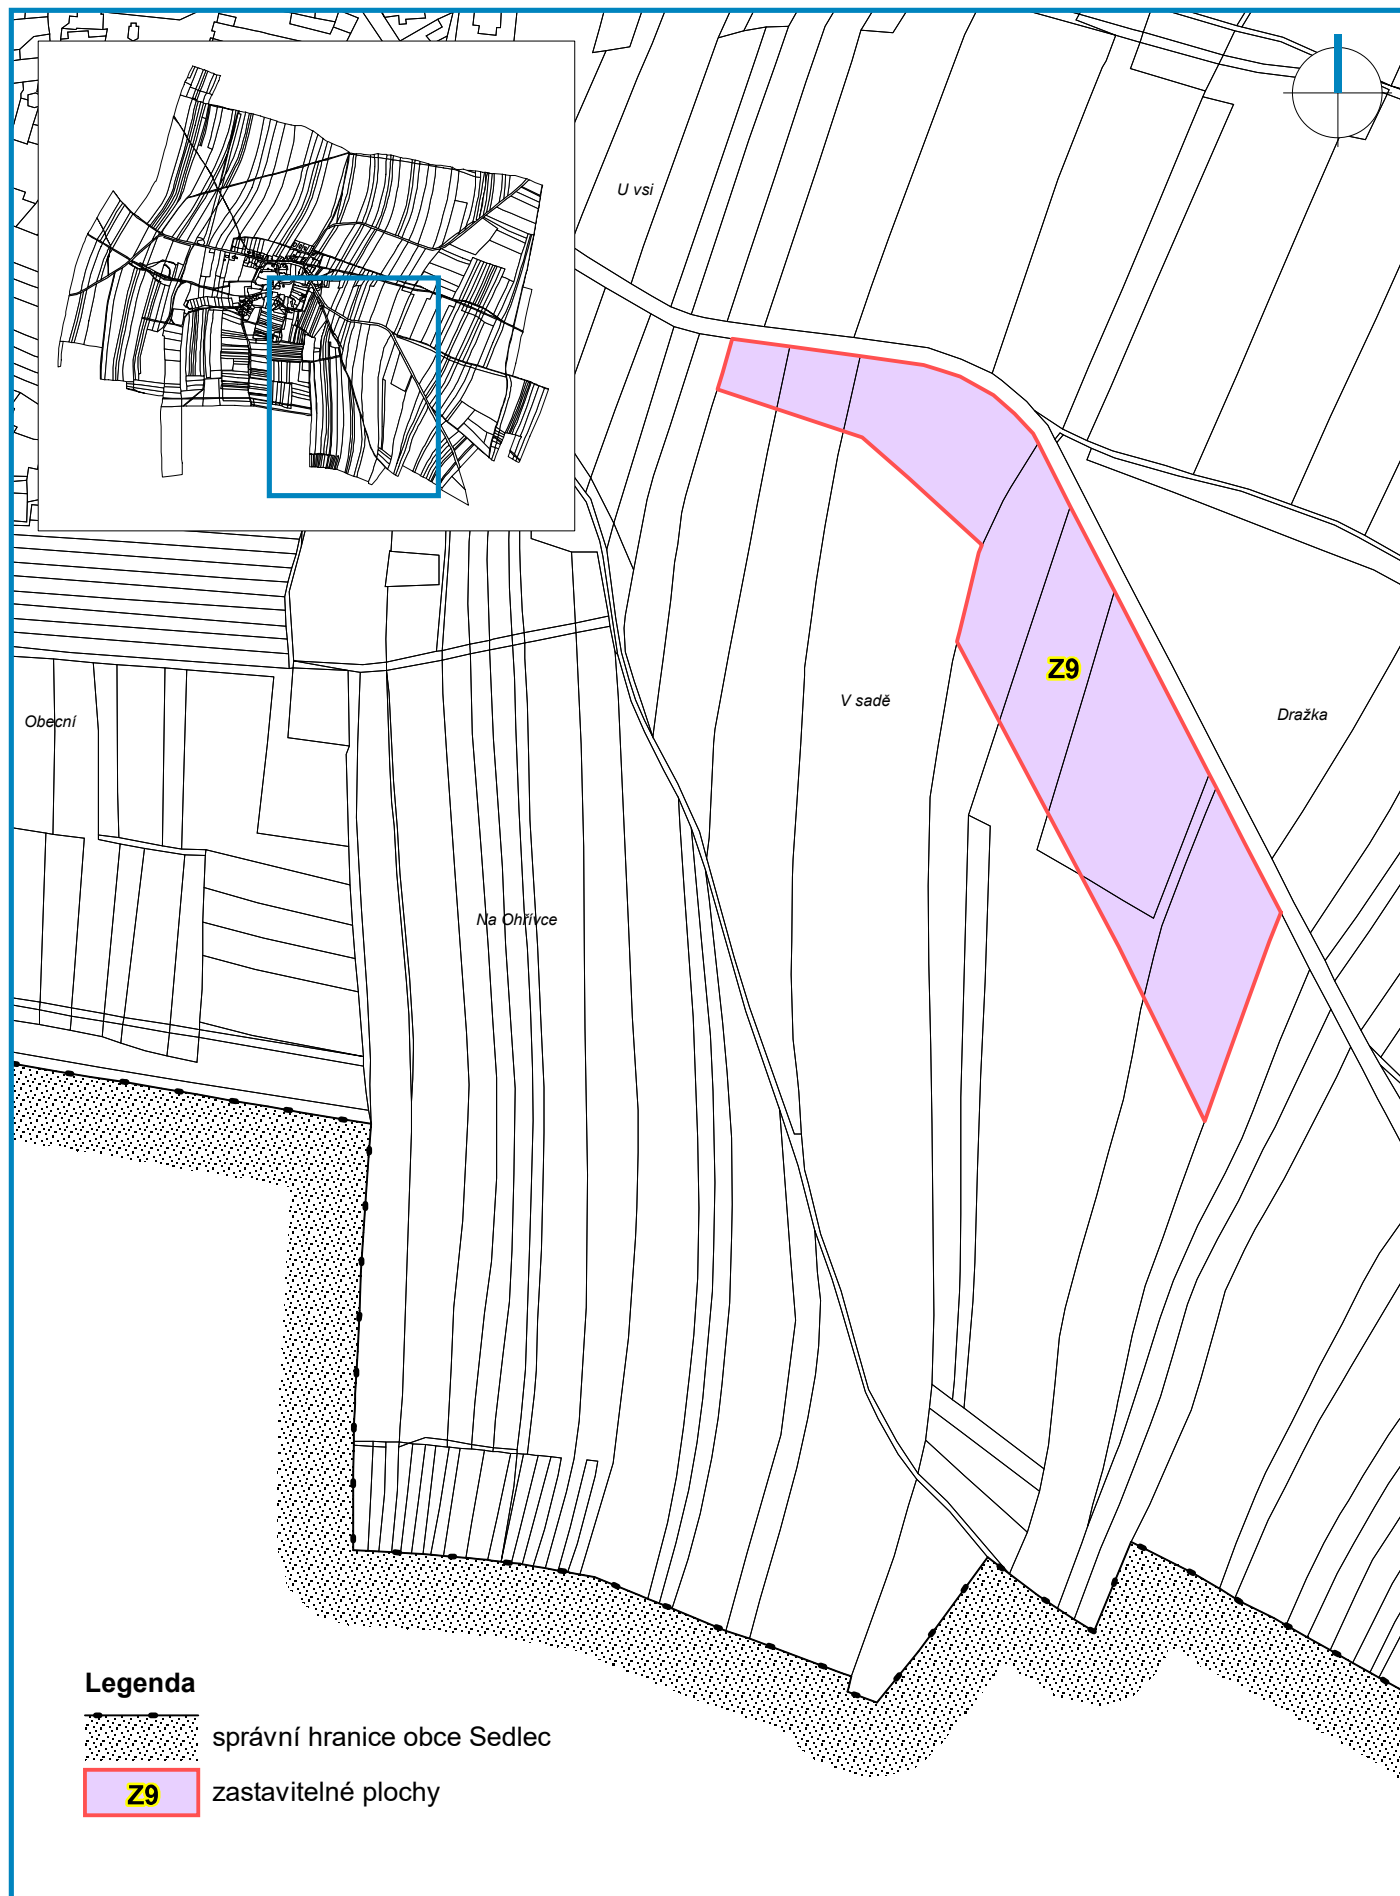 U vsi
Z9
V sadě
Dražka
Obecní
Na Ohřívce
Legenda
správní hranice obce Sedlec
Z9 zastavitelné plochy